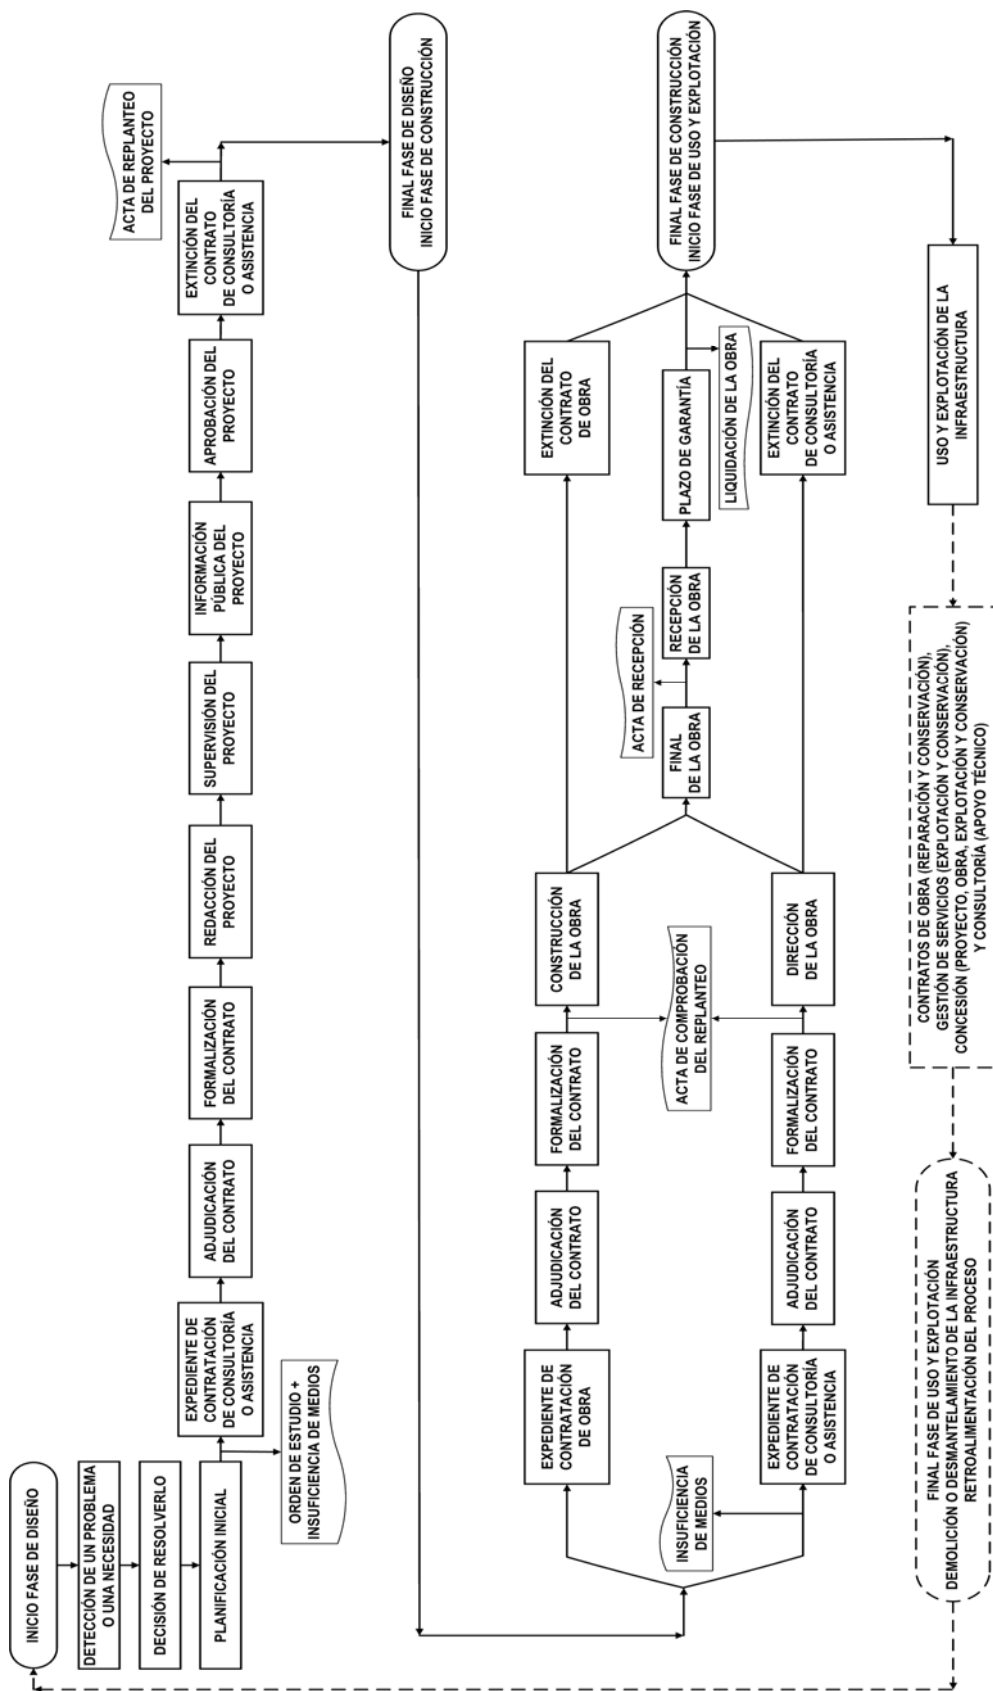 INICIO FASE DE DISEÑO
DETECCIÓN DE UN PROBLEMA
O UNA NECESIDAD
DECISIÓN DE RESOLVERLO
PLANIFICACIÓN INICIAL
ORDEN DE ESTUDIO +
INSUFICIENCIA DE MEDIOS
EXPEDIENTE DE
CONTRATACIÓN
DE CONSULTORÍA
O ASISTENCIA
ADJUDICACIÓN
DEL CONTRATO
FORMALIZACIÓN
DEL CONTRATO
REDACCIÓN DEL
PROYECTO
SUPERVISIÓN DEL
PROYECTO
INFORMACIÓN
PÚBLICA DEL
PROYECTO
APROBACIÓN DEL
PROYECTO
EXTINCIÓN DEL
CONTRATO
DE CONSULTORÍA
O ASISTENCIA
ACTA DE REPLANTEO
DEL PROYECTO
FINAL FASE DE DISEÑO
INICIO FASE DE CONSTRUCCIÓN
EXPEDIENTE DE
CONTRATACIÓN
DE OBRA
ADJUDICACIÓN
DEL CONTRATO
FORMALIZACIÓN
DEL CONTRATO
CONSTRUCCIÓN
DE LA OBRA
EXTINCIÓN DEL
CONTRATO
DE OBRA
INSUFICIENCIA
DE MEDIOS
ACTA DE COMPROBACIÓN
DEL REPLANTEO
FINAL
DE LA OBRA
ACTA DE RECEPCIÓN
RECEPCIÓN
DE LA OBRA
PLAZO DE GARANTÍA
LIQUIDACIÓN DE LA OBRA
EXPEDIENTE DE
CONTRATACIÓN
DE CONSULTORÍA
O ASISTENCIA
ADJUDICACIÓN
DEL CONTRATO
FORMALIZACIÓN
DEL CONTRATO
DIRECCIÓN
DE LA OBRA
EXTINCIÓN DEL
CONTRATO
DE CONSULTORÍA
O ASISTENCIA
FINAL FASE DE CONSTRUCCIÓN
INICIO FASE DE USO Y EXPLOTACIÓN
USO Y EXPLOTACIÓN DE LA
INFRAESTRUCTURA
CONTRATOS DE OBRA (REPARACIÓN Y CONSERVACIÓN),
GESTIÓN DE SERVICIOS (EXPLOTACIÓN Y CONSERVACIÓN),
CONCESIÓN (PROYECTO, OBRA, EXPLOTACIÓN Y CONSERVACIÓN)
Y CONSULTORÍA (APOYO TÉCNICO)
FINAL FASE DE USO Y EXPLOTACIÓN
DEMOLICIÓN O DESMANTELAMIENTO DE LA INFRAESTRUCTURA
RETROALIMENTACIÓN DEL PROCESO